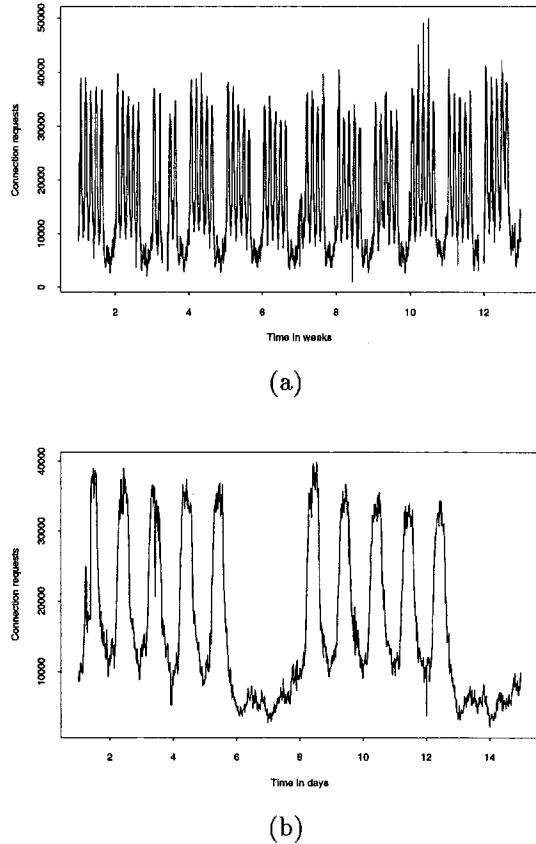 50000
40000
30000
20000
10000
0
Connection requests
2 4 6 8 10 12
Time in weeks
(a)
40000
30000
20000
10000
Connection requests
2 4 6 8 10 12 14
Time in days
(b)